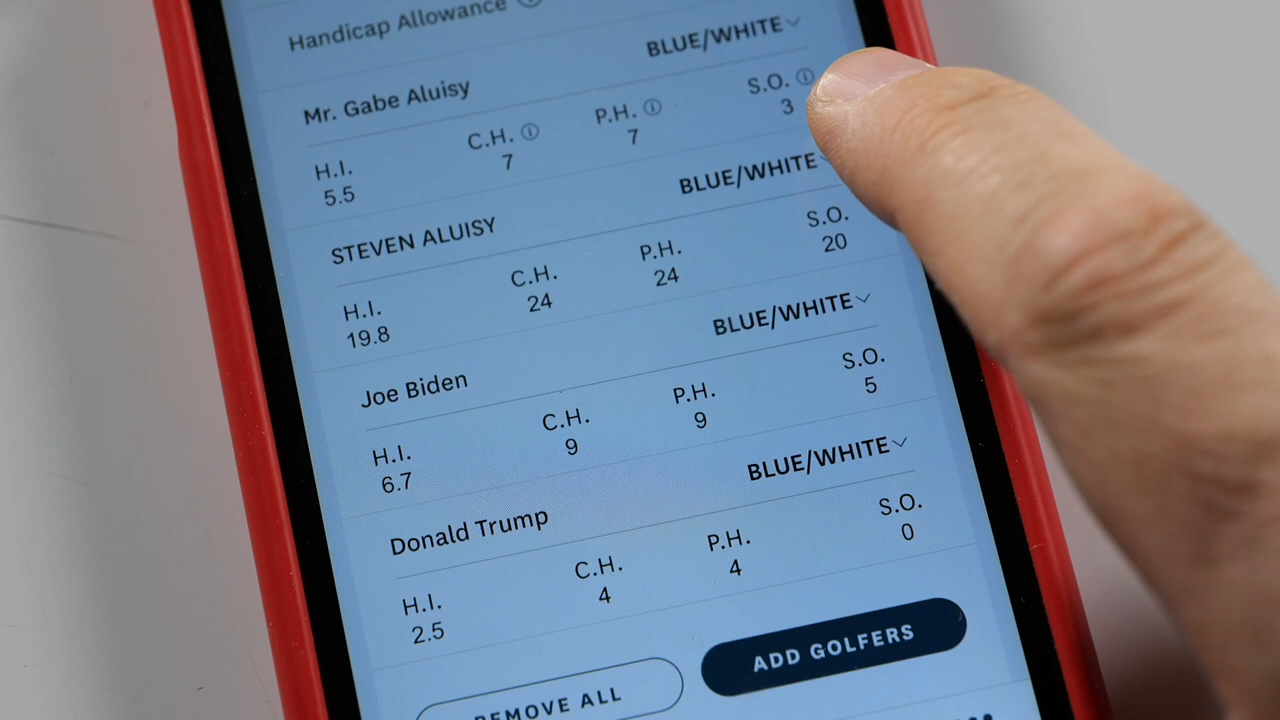 Handicap Allowance
BLUE/WHITE
Mr. Gabe Aluisy
H.I. C.H. P.H. S.O.
5.5 7 7 3
BLUE/WHITE
STEVEN ALUISY
H.I. C.H. P.H. S.O.
19.8 24 24 20
BLUE/WHITE
Joe Biden
H.I. C.H. P.H. S.O.
6.7 9 9 5
BLUE/WHITE
Donald Trump
H.I. C.H. P.H. S.O.
2.5 4 4 0
REMOVE ALL ADD GOLFERS